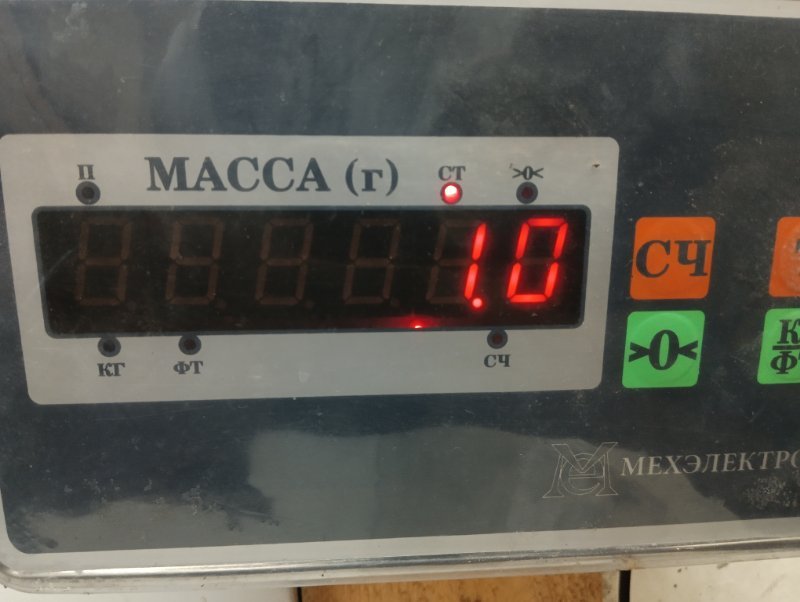 П МАССА (г) СТ >0<
1.0
КГ ФТ СЧ
СЧ
>0<
МЕХЭЛЕКТРО